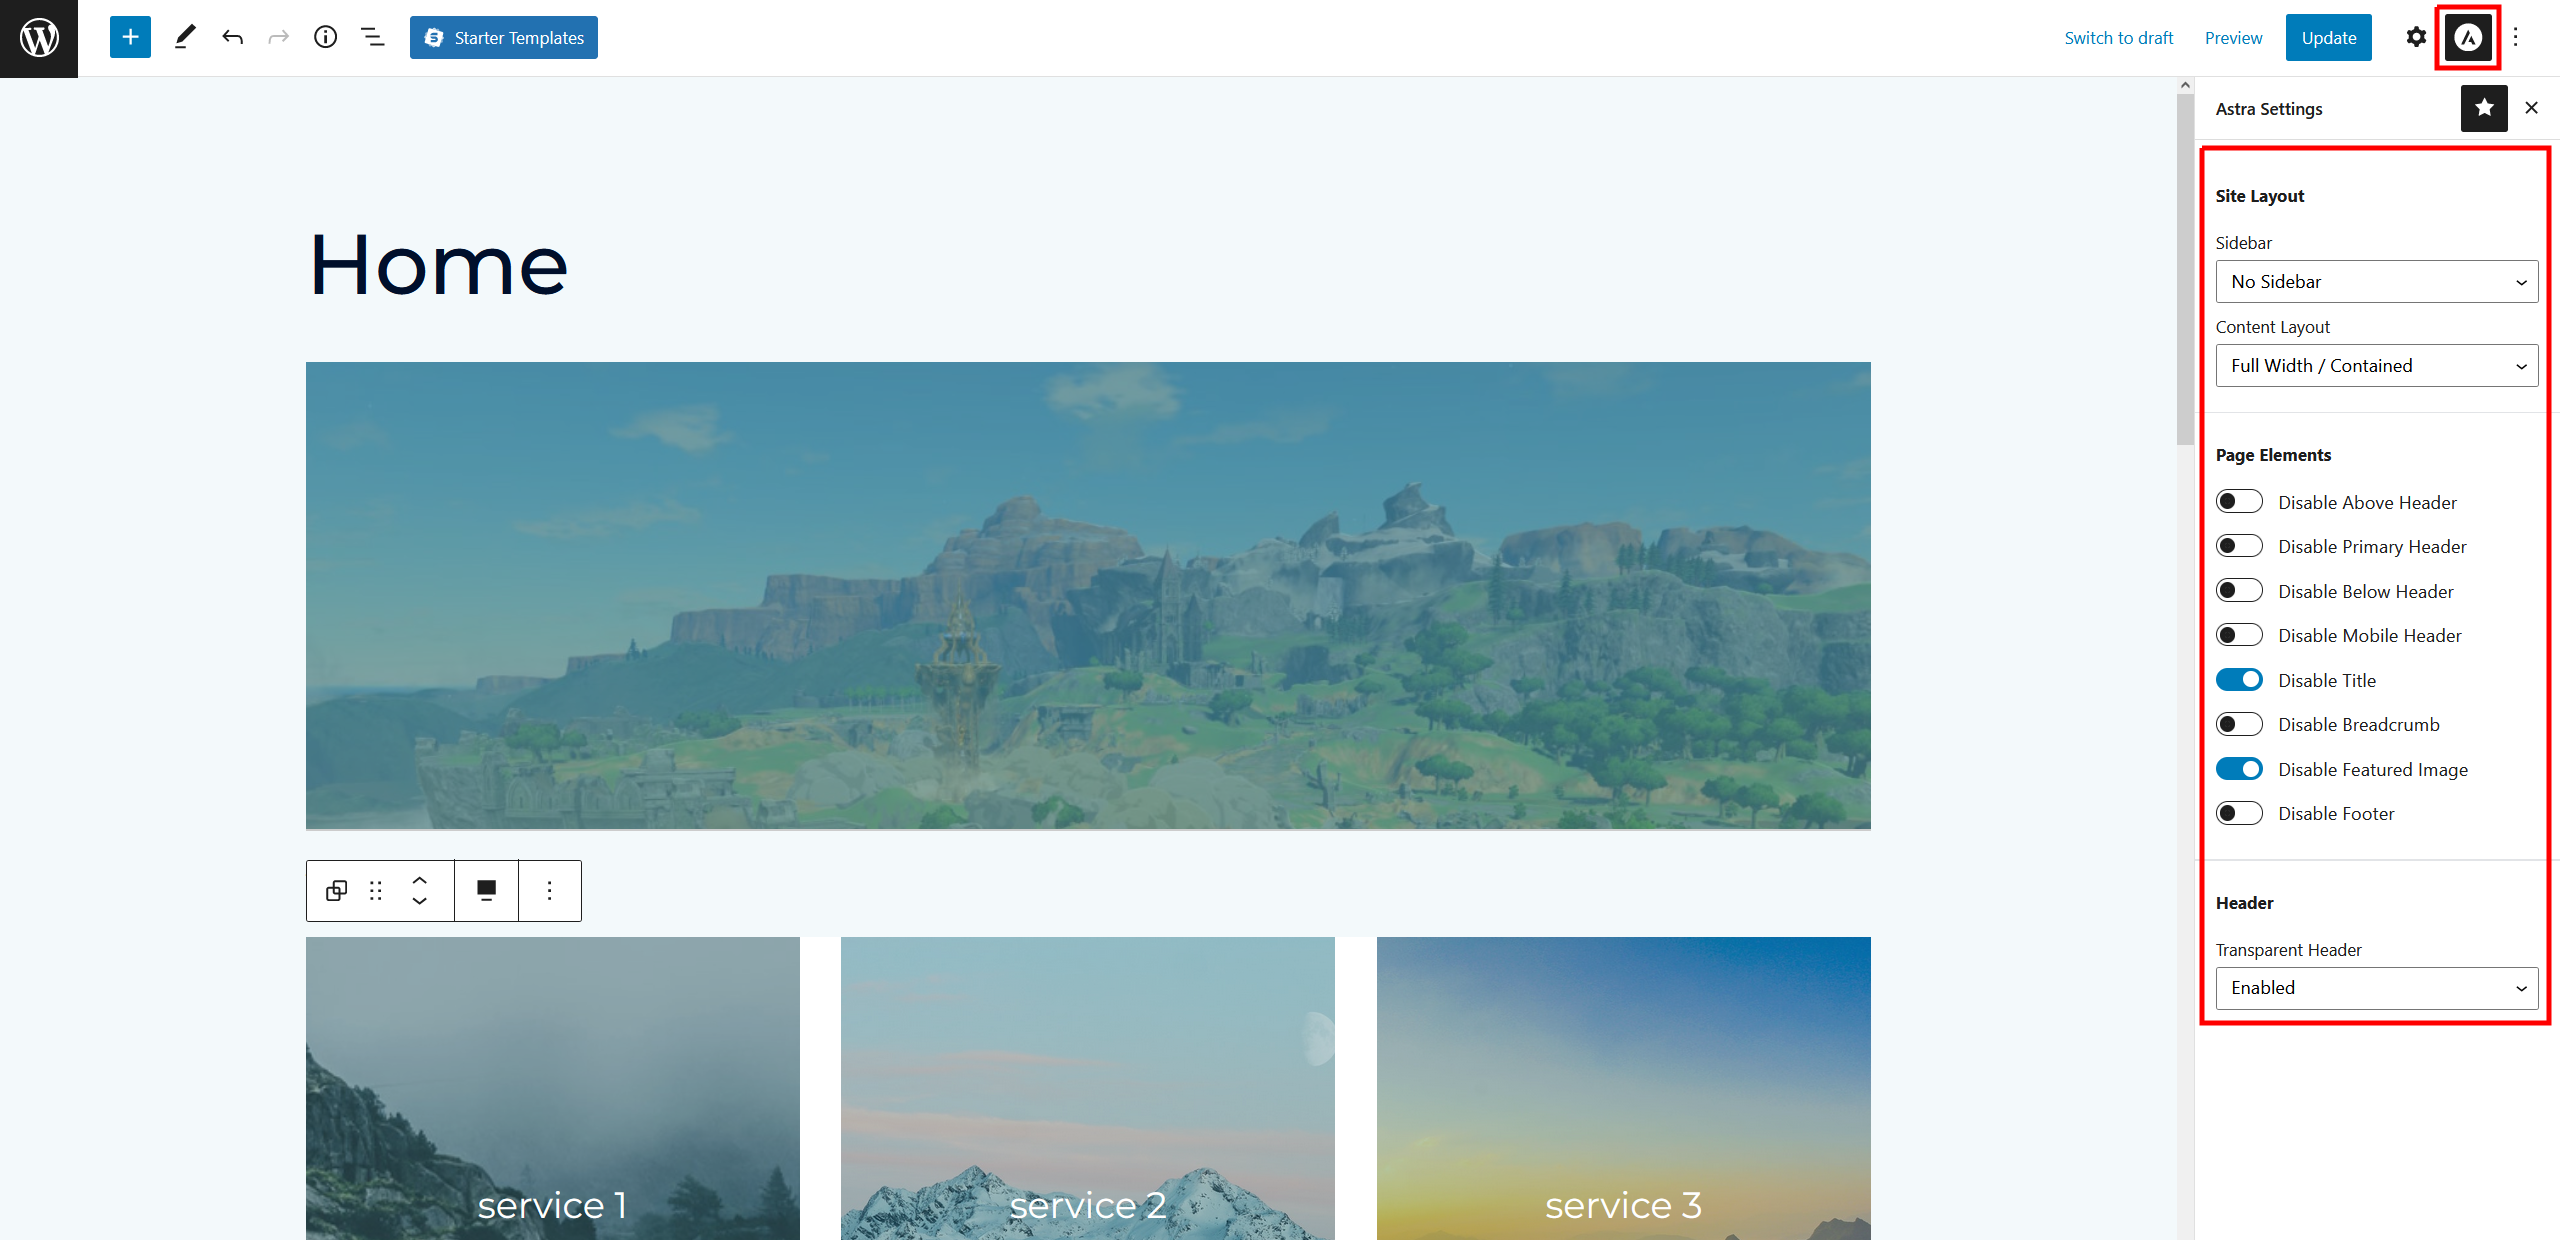 Starter Templates
Switch to draft
Preview
Update
Astra Settings
Home
Site Layout
Sidebar
No Sidebar
Content Layout
Full Width / Contained
Page Elements
Disable Above Header
Disable Primary Header
Disable Below Header
Disable Mobile Header
Disable Title
Disable Breadcrumb
Disable Featured Image
Disable Footer
Header
Transparent Header
Enabled
service 1
service 2
service 3